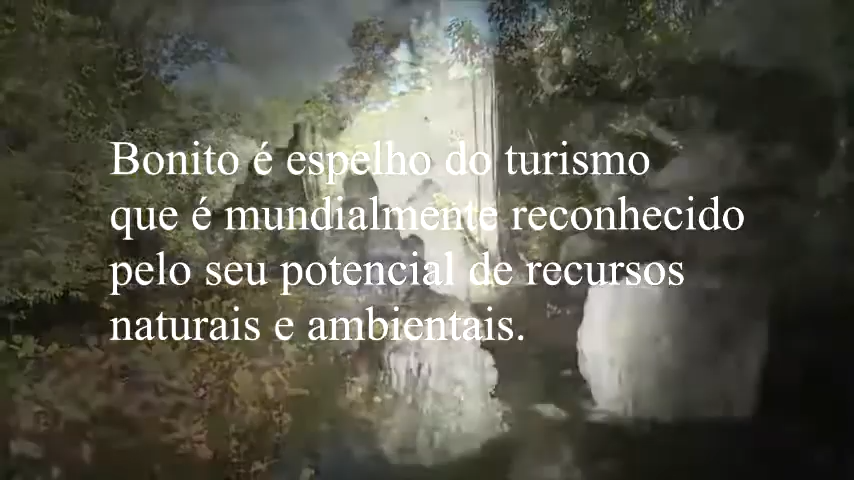 Bonito é espelho do turismo
que é mundialmente reconhecido
pelo seu potencial de recursos
naturais e ambientais.